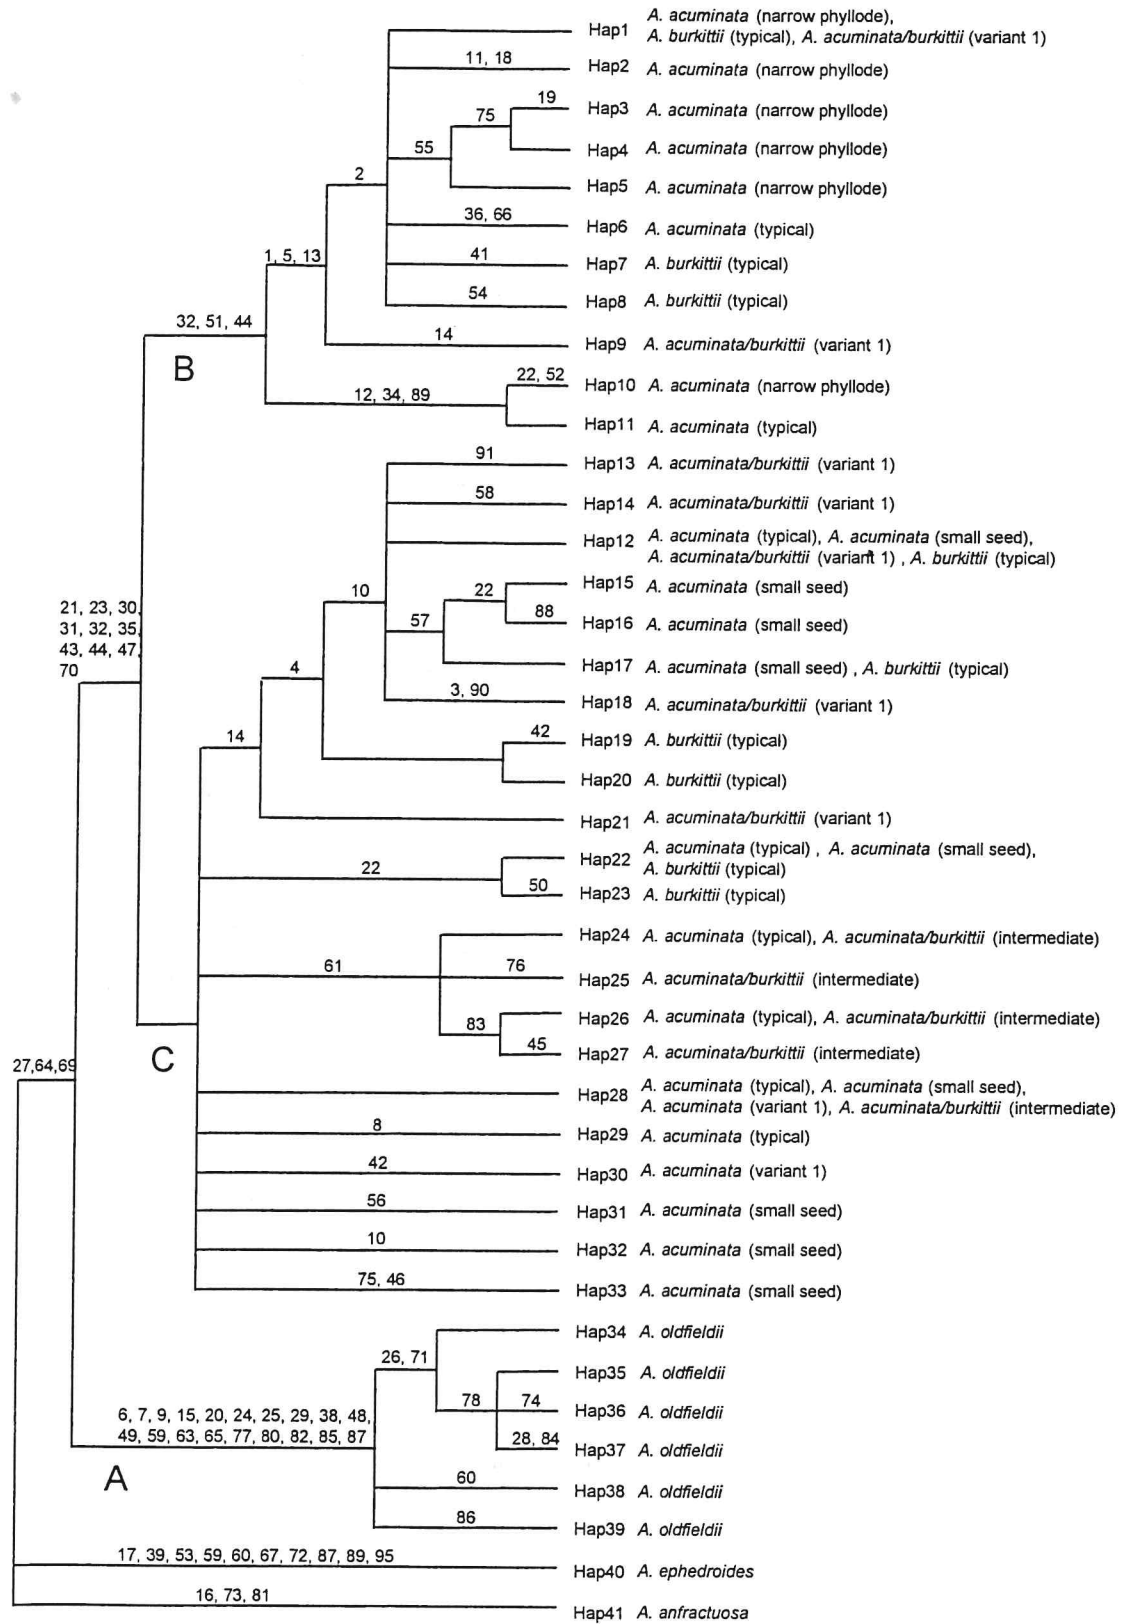 Hap1 A. acuminata (narrow phyllode),
A. burkittii (typical), A. acuminata/burkittii (variant 1)
11, 18
Hap2 A. acuminata (narrow phyllode)
19
Hap3 A. acuminata (narrow phyllode)
75
Hap4 A. acuminata (narrow phyllode)
55
Hap5 A. acuminata (narrow phyllode)
2
36, 66
Hap6 A. acuminata (typical)
1, 5, 13
41
Hap7 A. burkittii (typical)
54
Hap8 A. burkittii (typical)
32, 51, 44
14
Hap9 A. acuminata/burkittii (variant 1)
B
22, 52
Hap10 A. acuminata (narrow phyllode)
12, 34, 89
Hap11 A. acuminata (typical)
91
Hap13 A. acuminata/burkittii (variant 1)
58
Hap14 A. acuminata/burkittii (variant 1)
Hap12 A. acuminata (typical), A. acuminata (small seed),
A. acuminata/burkittii (variant 1) , A. burkittii (typical)
10
22
Hap15 A. acuminata (small seed)
88
Hap16 A. acuminata (small seed)
57
21, 23, 30,
31, 32, 35,
43, 44, 47,
70
Hap17 A. acuminata (small seed) , A. burkittii (typical)
4
3, 90
Hap18 A. acuminata/burkittii (variant 1)
14
42
Hap19 A. burkittii (typical)
Hap20 A. burkittii (typical)
Hap21 A. acuminata/burkittii (variant 1)
Hap22 A. acuminata (typical) , A. acuminata (small seed),
A. burkittii (typical)
22
50
Hap23 A. burkittii (typical)
Hap24 A. acuminata (typical), A. acuminata/burkittii (intermediate)
61
76
Hap25 A. acuminata/burkittii (intermediate)
83
Hap26 A. acuminata (typical), A. acuminata/burkittii (intermediate)
45
Hap27 A. acuminata/burkittii (intermediate)
C
27,64,69
Hap28 A. acuminata (typical), A. acuminata (small seed),
A. acuminata (variant 1), A. acuminata/burkittii (intermediate)
8
Hap29 A. acuminata (typical)
42
Hap30 A. acuminata (variant 1)
56
Hap31 A. acuminata (small seed)
10
Hap32 A. acuminata (small seed)
75, 46
Hap33 A. acuminata (small seed)
Hap34 A. oldfieldii
26, 71
Hap35 A. oldfieldii
78
74
Hap36 A. oldfieldii
6, 7, 9, 15, 20, 24, 25, 29, 38, 48,
49, 59, 63, 65, 77, 80, 82, 85, 87
28, 84
Hap37 A. oldfieldii
A
60
Hap38 A. oldfieldii
86
Hap39 A. oldfieldii
17, 39, 53, 59, 60, 67, 72, 87, 89, 95
Hap40 A. ephedroides
16, 73, 81
Hap41 A. anfractuosa